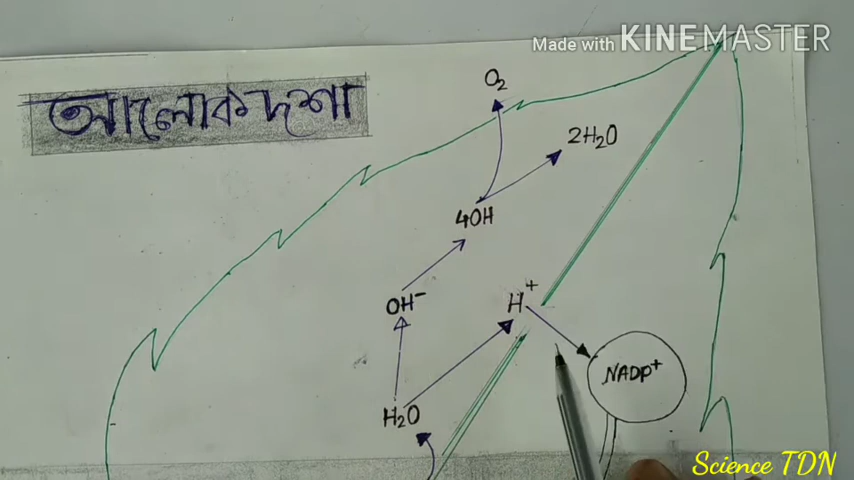 Made with KINEMASTER
আলোক দশা
O₂
2H₂O
4OH
OH⁻
H⁺
NADP⁺
H₂O
Science TDN